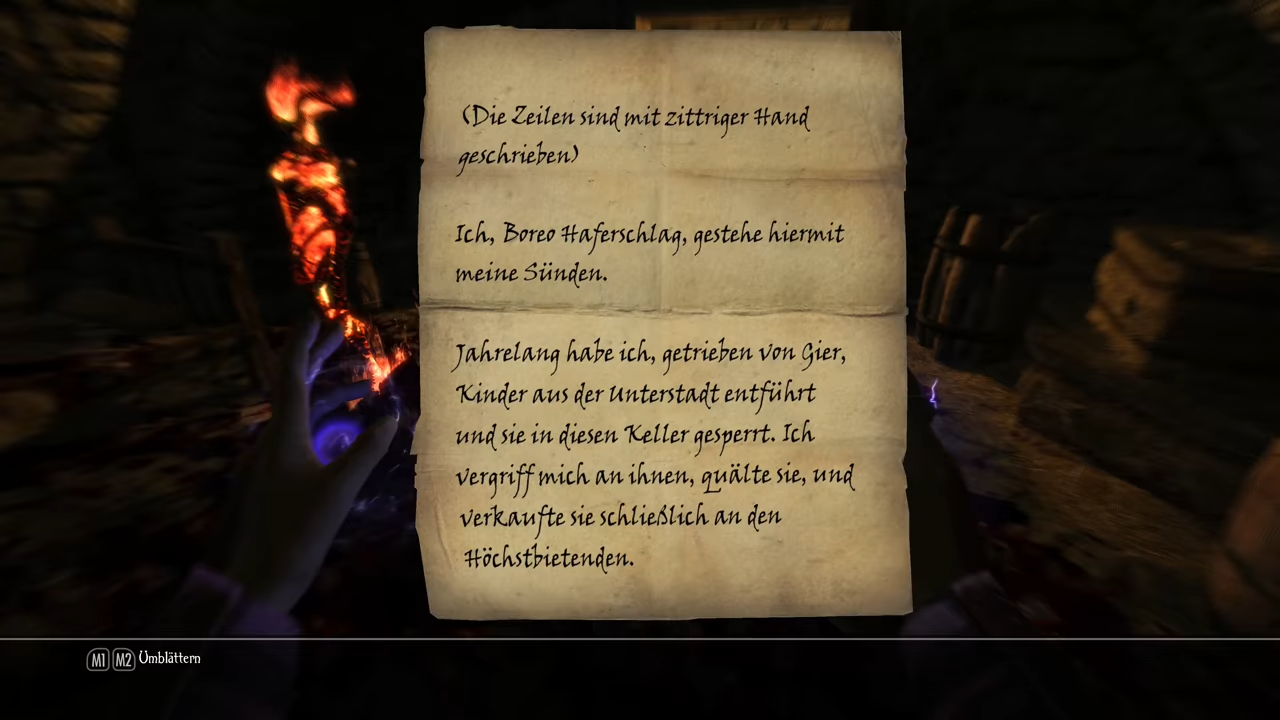 (Die Zeilen sind mit zittriger Hand
geschrieben)
Ich, Boreo Haferschlag, gestehe hiermit
meine Sünden.
Jahrelang habe ich, getrieben von Gier,
Kinder aus der Unterstadt entführt
und sie in diesen Keller gesperrt. Ich
vergriff mich an ihnen, quälte sie, und
verkaufte sie schließlich an den
Höchstbietenden.
M1 M2 Umblättern